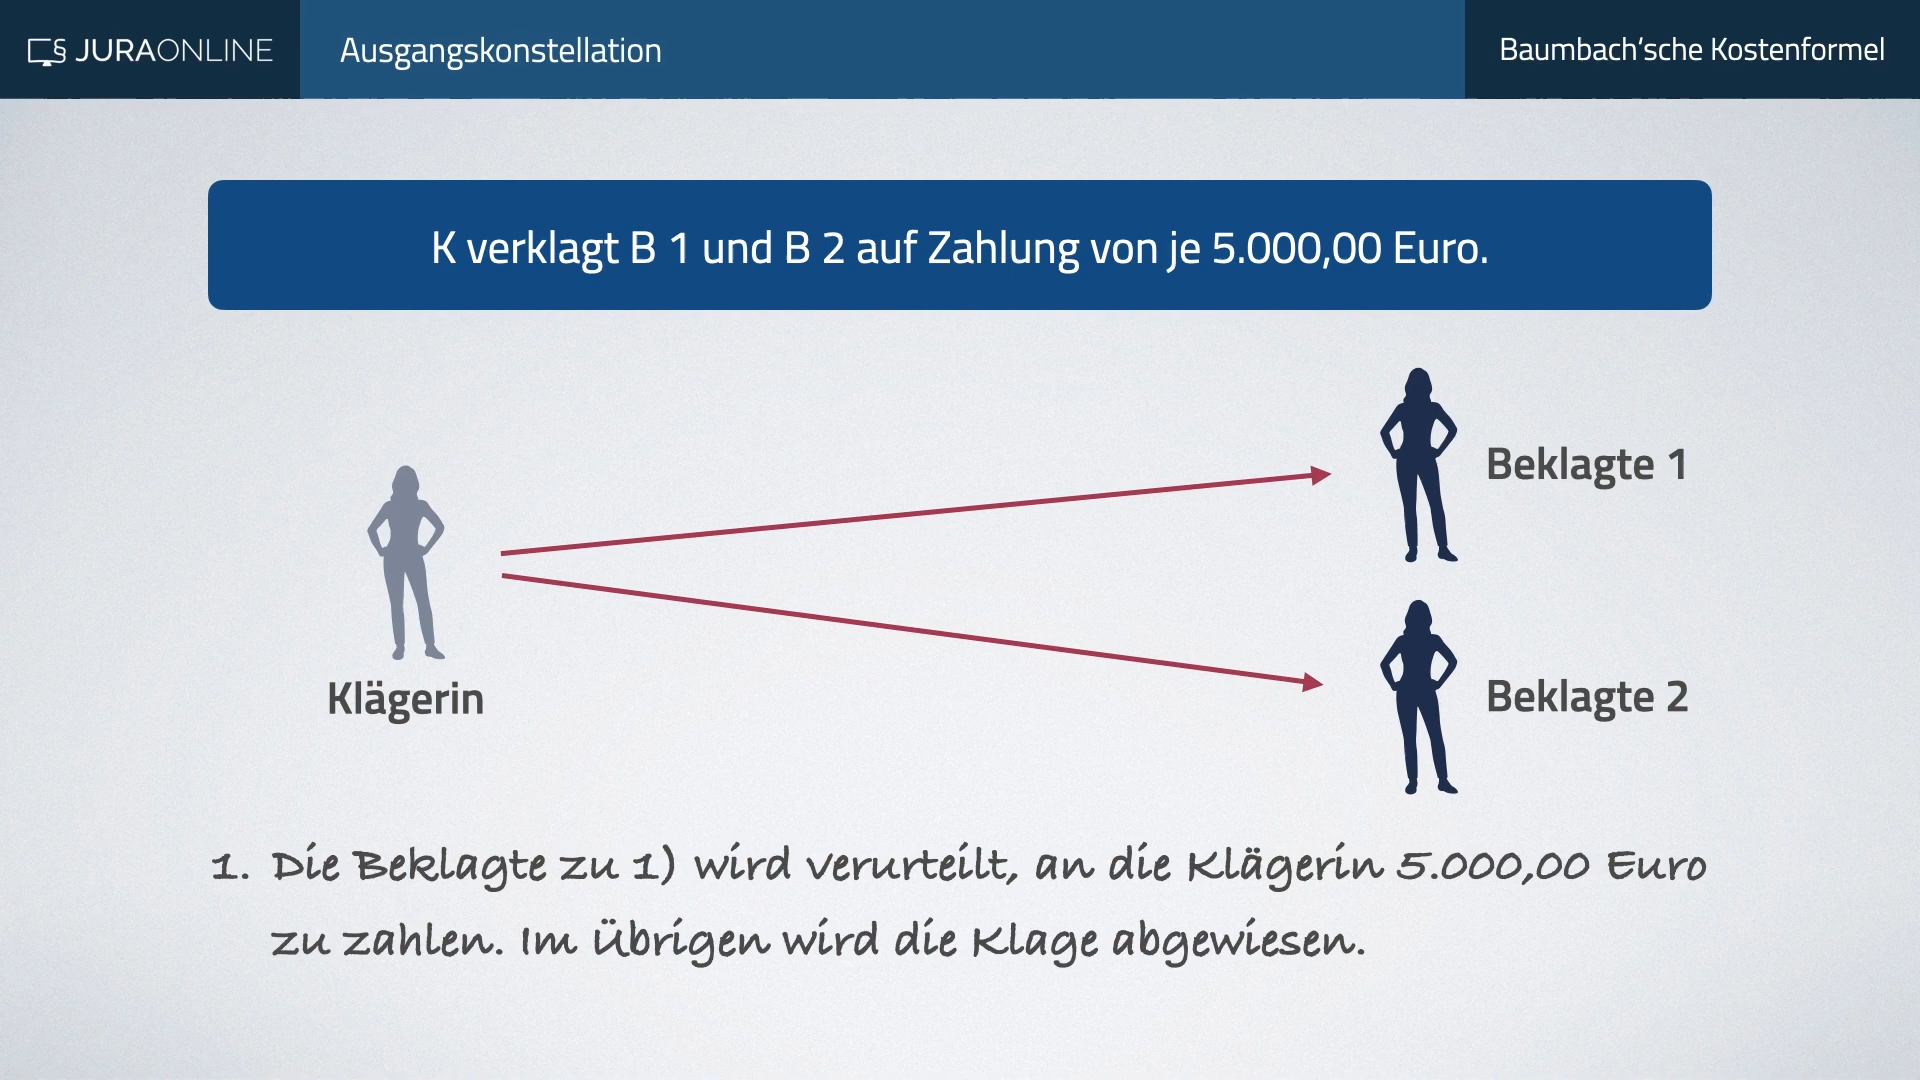 JURAONLINE
Ausgangskonstellation
Baumbach‘sche Kostenformel
K verklagt B 1 und B 2 auf Zahlung von je 5.000,00 Euro.
Beklagte 1
Klägerin
Beklagte 2
1. Die Beklagte zu 1) wird verurteilt, an die Klägerin 5.000,00 Euro
zu zahlen. Im Übrigen wird die Klage abgewiesen.